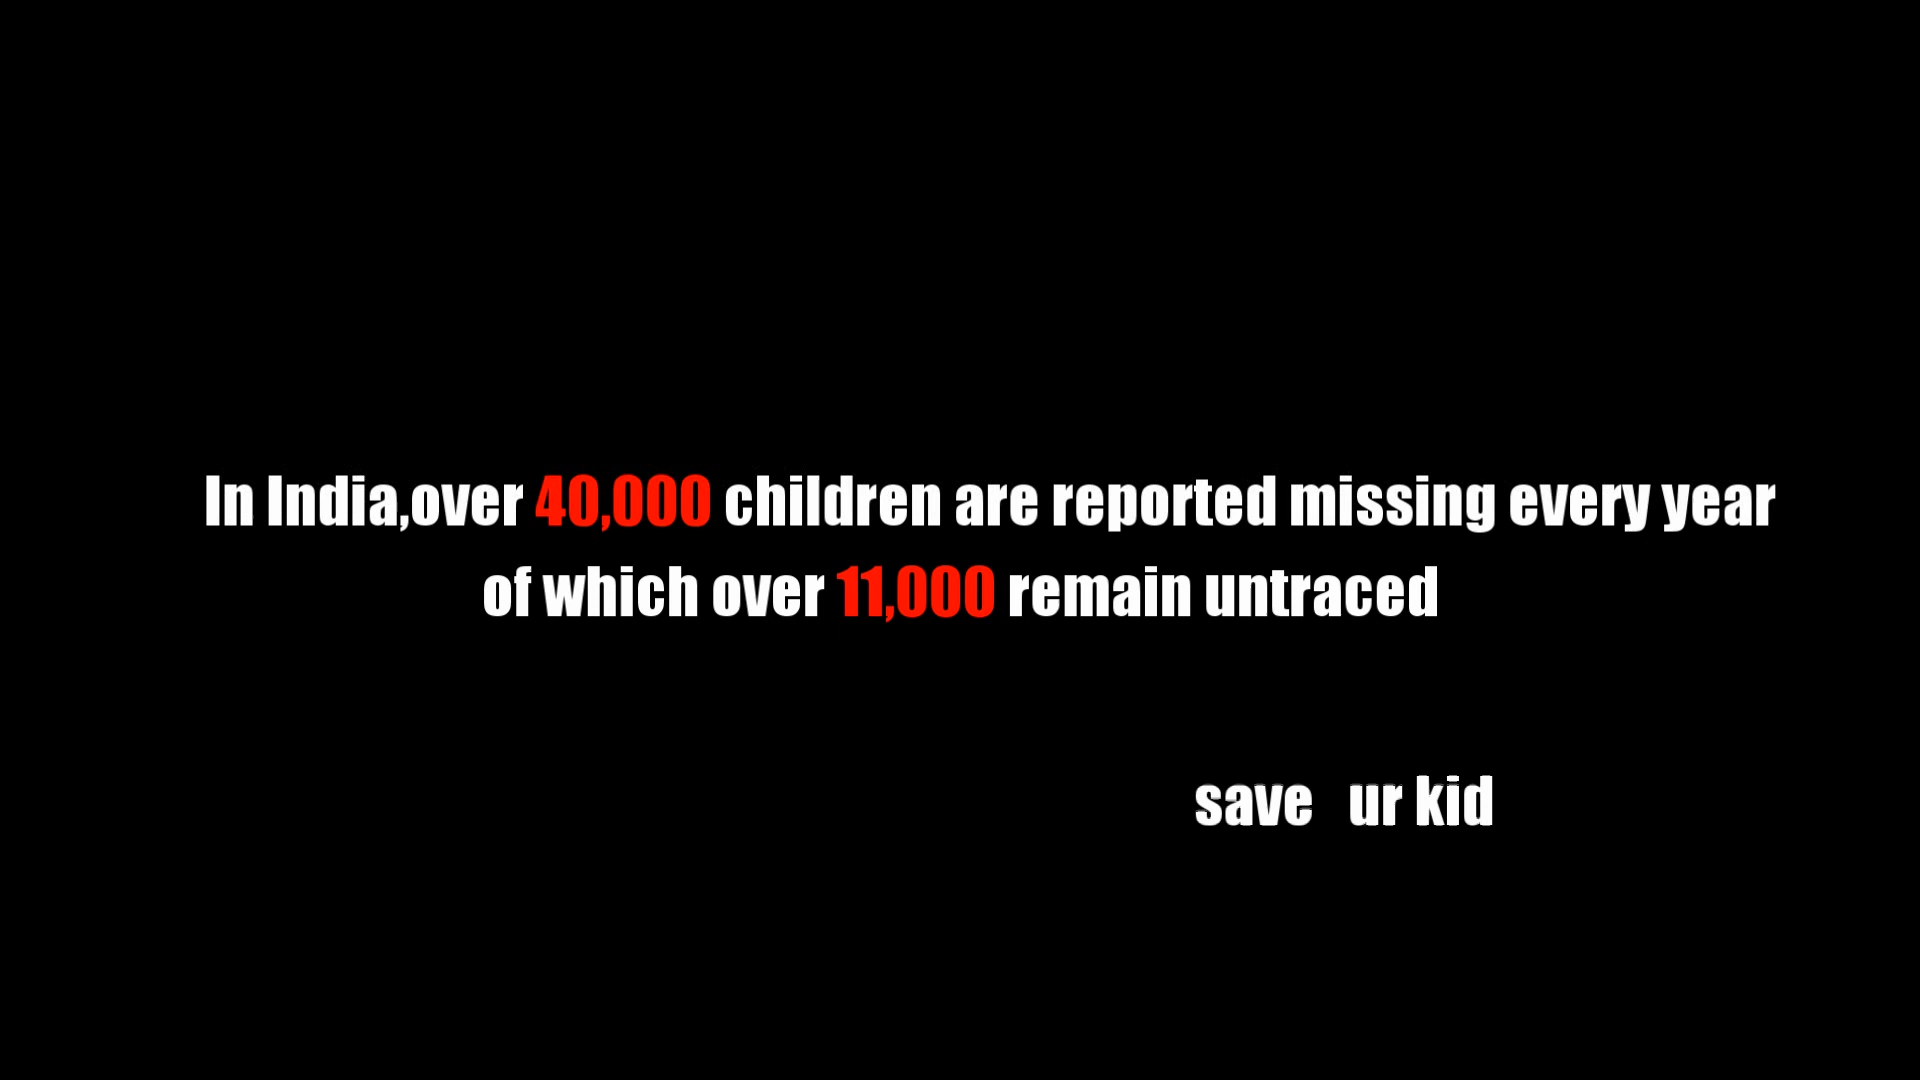 In India,over 40,000 children are reported missing every year
of which over 11,000 remain untraced
save ur kid